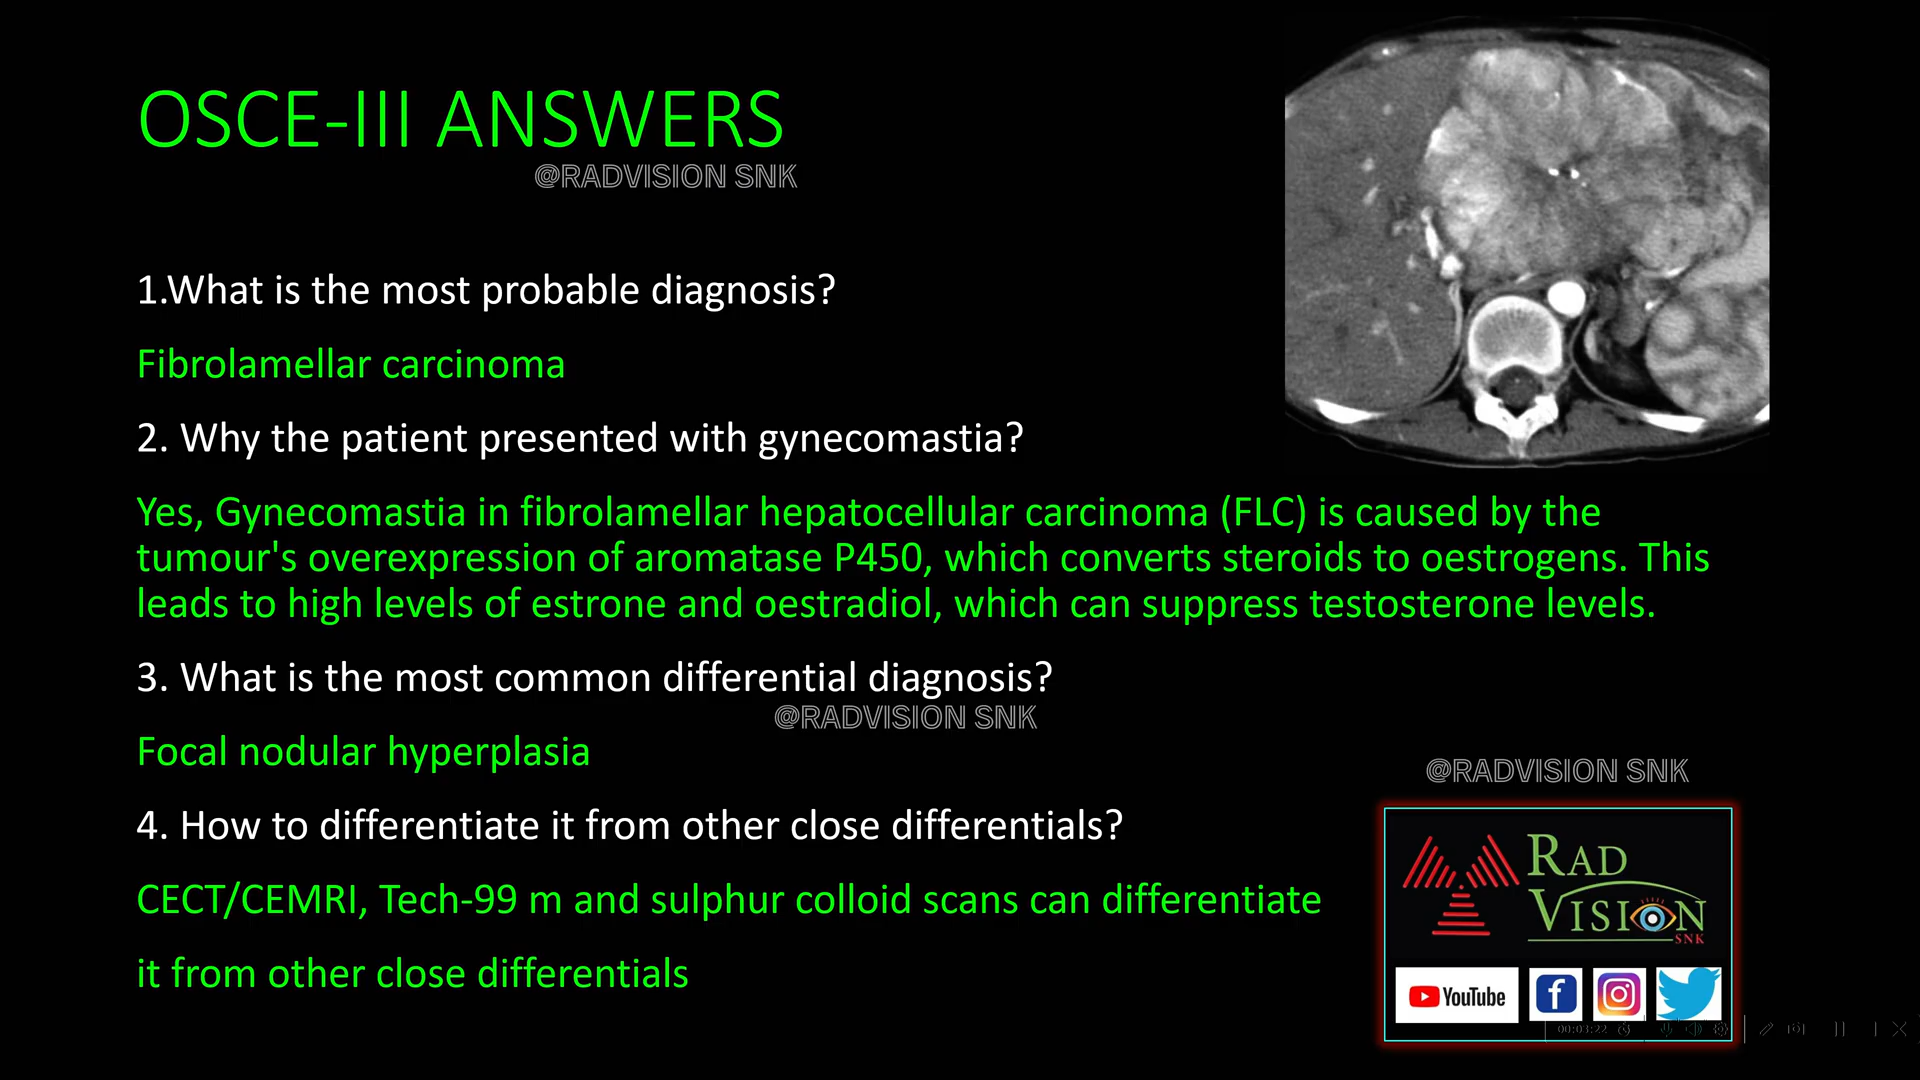 OSCE-III ANSWERS
@RADVISION SNK
1.What is the most probable diagnosis?
Fibrolamellar carcinoma
2. Why the patient presented with gynecomastia?
Yes, Gynecomastia in fibrolamellar hepatocellular carcinoma (FLC) is caused by the
tumour's overexpression of aromatase P450, which converts steroids to oestrogens. This
leads to high levels of estrone and oestradiol, which can suppress testosterone levels.
3. What is the most common differential diagnosis?
@RADVISION SNK
Focal nodular hyperplasia
@RADVISION SNK
4. How to differentiate it from other close differentials?
CECT/CEMRI, Tech-99 m and sulphur colloid scans can differentiate
it from other close differentials
RAD
VISION
SNK
YouTube
00:03:22